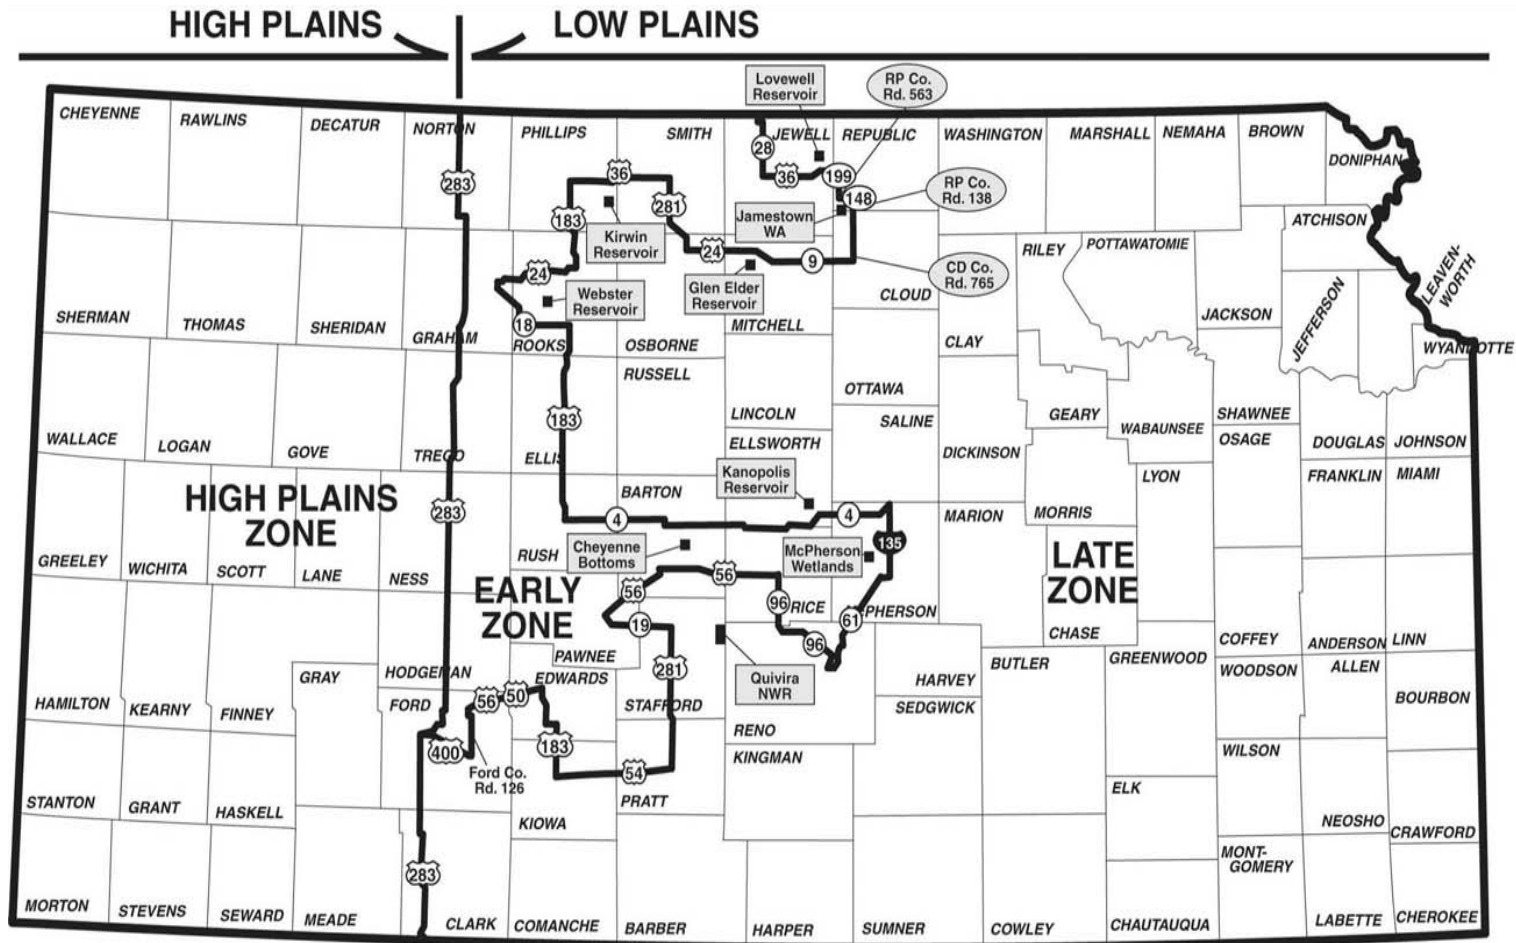 HIGH PLAINS
LOW PLAINS
Lovewell
Reservoir
RP Co.
Rd. 563
CHEYENNE
RAWLINS
DECATUR
NORTON
PHILLIPS
SMITH
JEWELL
REPUBLIC
WASHINGTON
MARSHALL
NEMAHA
BROWN
DONIPHAN
28
36
36
199
283
148
RP Co.
Rd. 138
183
281
Jamestown
WA
ATCHISON
Kirwin
Reservoir
24
9
RILEY
POTTAWATOMIE
LEAVEN-
WORTH
24
Webster
Reservoir
Glen Elder
Reservoir
CD Co.
Rd. 765
CLOUD
SHERMAN
THOMAS
SHERIDAN
GRAHAM
18
ROOKS
OSBORNE
MITCHELL
CLAY
JACKSON
JEFFERSON
WYANDOTTE
RUSSELL
OTTAWA
183
LINCOLN
SALINE
GEARY
WABAUNSEE
SHAWNEE
WALLACE
LOGAN
GOVE
TREGO
ELLIS
ELLSWORTH
DICKINSON
OSAGE
DOUGLAS
JOHNSON
Kanopolis
Reservoir
LYON
FRANKLIN
MIAMI
HIGH PLAINS
ZONE
283
BARTON
4
4
MARION
MORRIS
135
GREELEY
WICHITA
SCOTT
LANE
NESS
RUSH
Cheyenne
Bottoms
McPherson
Wetlands
LATE
ZONE
EARLY
ZONE
56
56
96
RICE
PHERSON
61
19
96
CHASE
COFFEY
ANDERSON
LINN
PAWNEE
281
Quivira
NWR
HODGEMAN
GRAY
EDWARDS
HARVEY
BUTLER
GREENWOOD
WOODSON
ALLEN
HAMILTON
KEARNY
FINNEY
FORD
56
50
STAFFORD
SEDGWICK
BOURBON
RENO
400
183
54
KINGMAN
WILSON
Ford Co.
Rd. 126
STANTON
GRANT
HASKELL
KIOWA
PRATT
ELK
NEOSHO
CRAWFORD
283
MONT-
GOMERY
MORTON
STEVENS
SEWARD
MEADE
CLARK
COMANCHE
BARBER
HARPER
SUMNER
COWLEY
CHAUTAUQUA
LABETTE
CHEROKEE